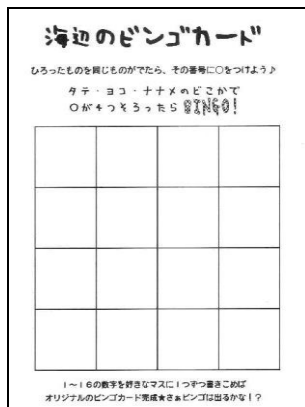 海辺のビンゴカード
ひろったものを同じものがでたら、その番号に○をつけよう♪
タテ・ヨコ・ナナメのどこかで
○が4つそろったら BINGO!
1~16の数字を好きなマスに1つずつ書きこめば
オリジナルのビンゴカード完成★さぁビンゴは出るかな!?